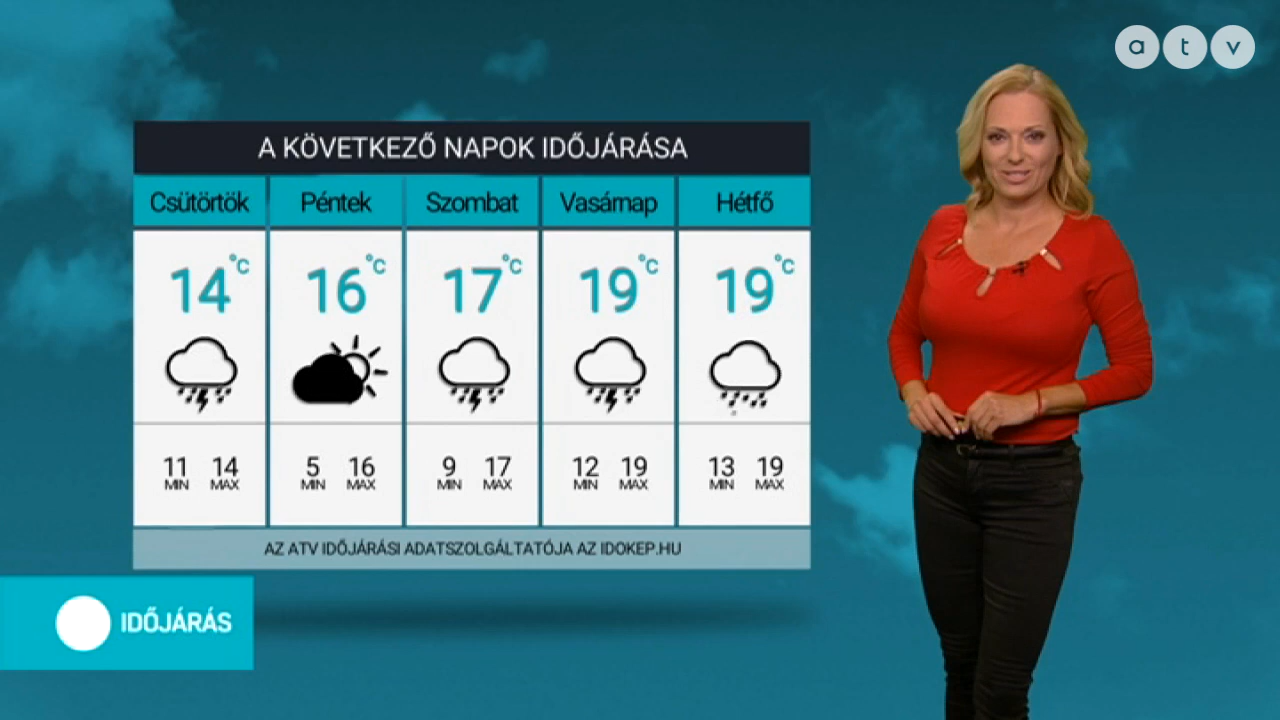 a t v
A KÖVETKEZŐ NAPOK IDŐJÁRÁSA
Csütörtök Péntek Szombat Vasárnap Hétfő
14 °C 16 °C 17 °C 19 °C 19 °C
11 14 5 16 9 17 12 19 13 19
MIN MAX MIN MAX MIN MAX MIN MAX MIN MAX
AZ ATV IDŐJÁRÁSI ADATSZOLGÁLTATÓJA AZ IDOKEP.HU
IDŐJÁRÁS